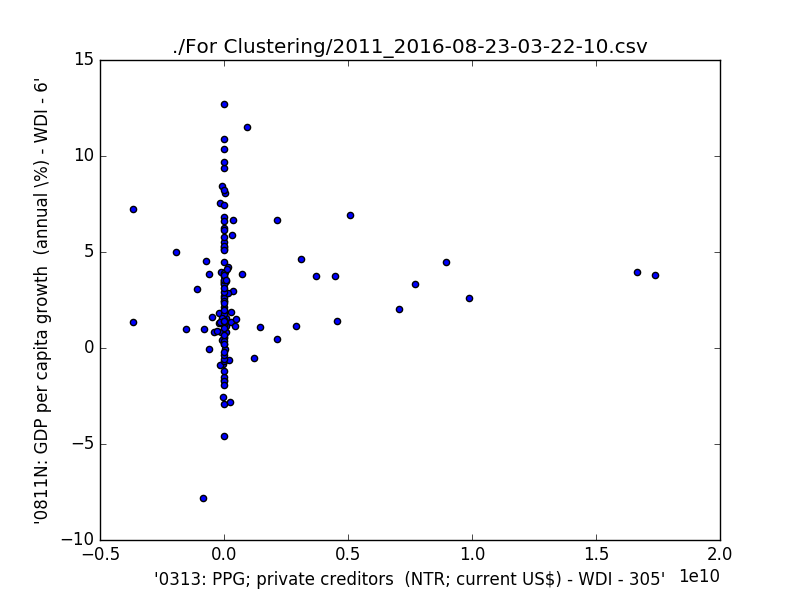 ./For Clustering/2011_2016-08-23-03-22-10.csv
15
10
5
0
−5
−10
'0811N: GDP per capita growth  (annual \%) - WDI - 6'
−0.5 0.0 0.5 1.0 1.5 2.0
1e10
'0313: PPG; private creditors  (NTR; current US$) - WDI - 305'